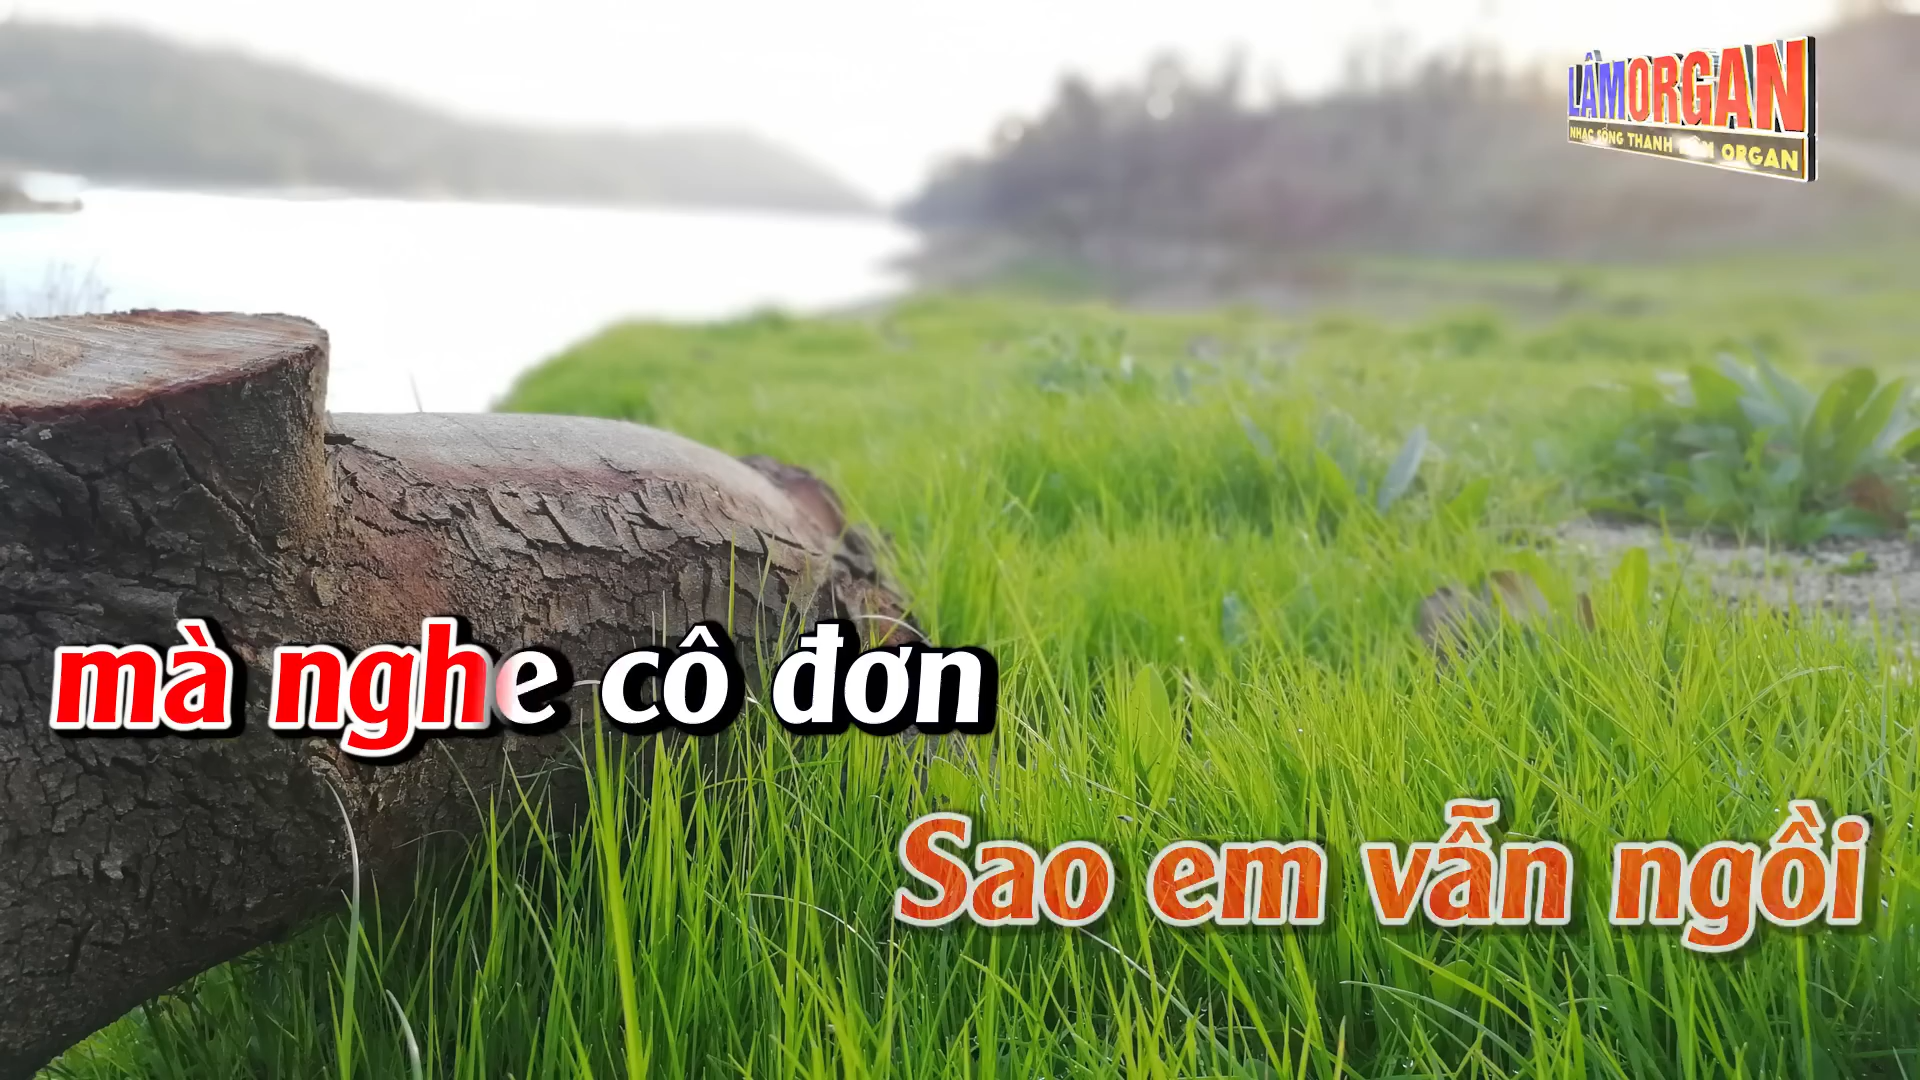 LÂMORGAN
NHẠC SỐNG THANH ORGAN
mà nghe cô đơn
Sao em vẫn ngồi